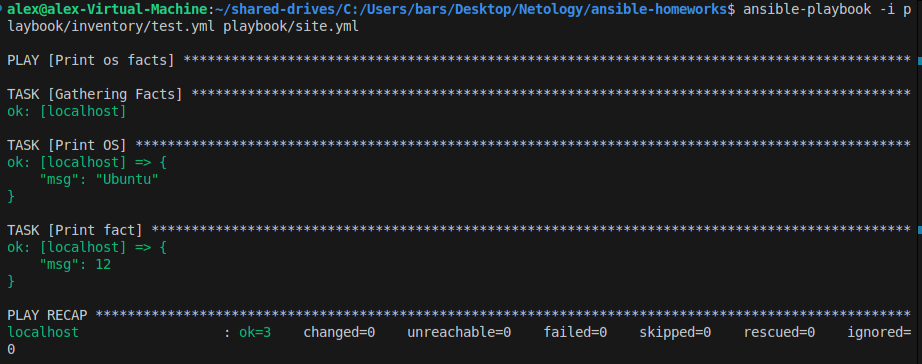 alex@alex-Virtual-Machine:~/shared-drives/C:/Users/bars/Desktop/Netology/ansible-homeworks$ ansible-playbook -i p
laybook/inventory/test.yml playbook/site.yml

PLAY [Print os facts] *******************************************************************************************

TASK [Gathering Facts] ******************************************************************************************
ok: [localhost]

TASK [Print OS] *************************************************************************************************
ok: [localhost] => {
    "msg": "Ubuntu"
}

TASK [Print fact] ***********************************************************************************************
ok: [localhost] => {
    "msg": 12
}

PLAY RECAP ******************************************************************************************************
localhost                  : ok=3    changed=0    unreachable=0    failed=0    skipped=0    rescued=0    ignored=
0